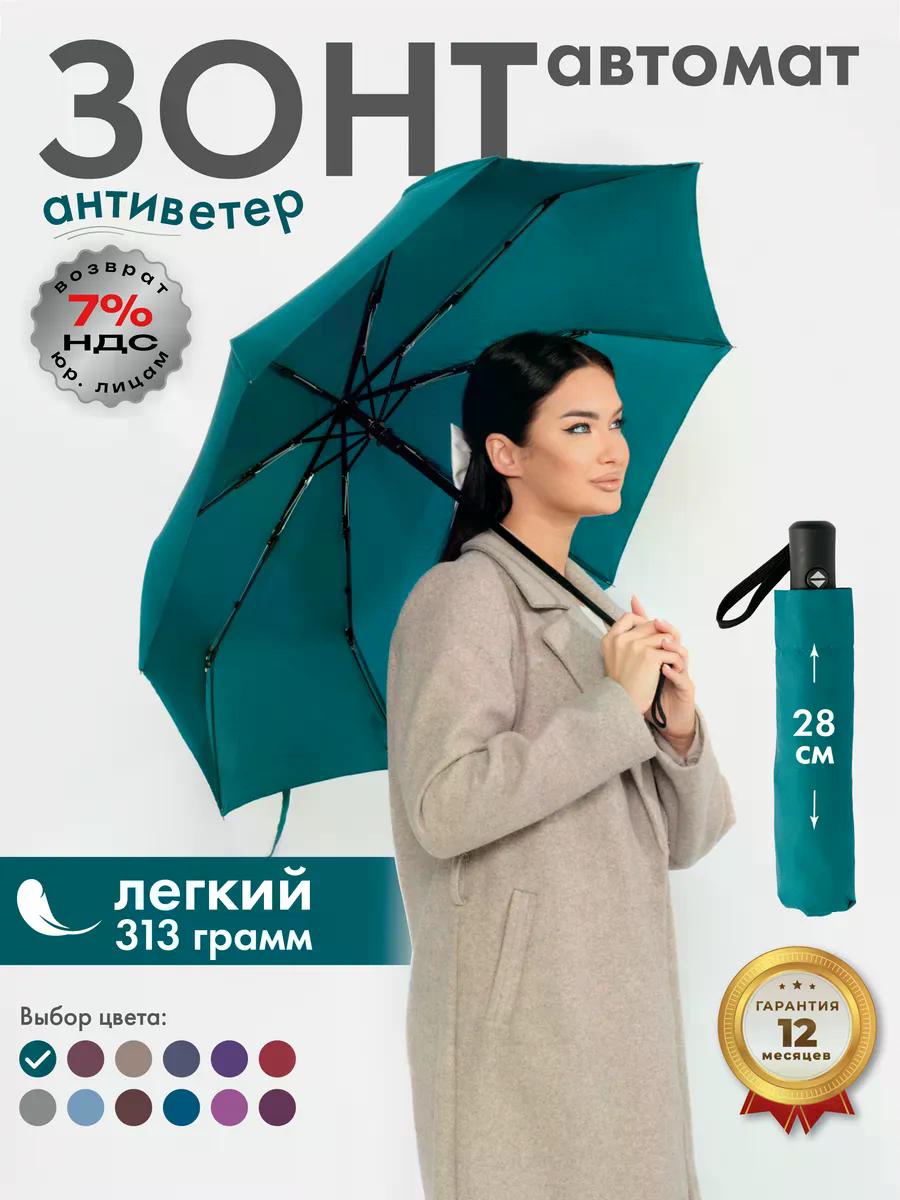 ЗОНТ
автомат
антиветер
возврат
7%
НДС
юр. лицам
28
см
легкий
313 грамм
Выбор цвета:
ГАРАНТИЯ
12
месяцев